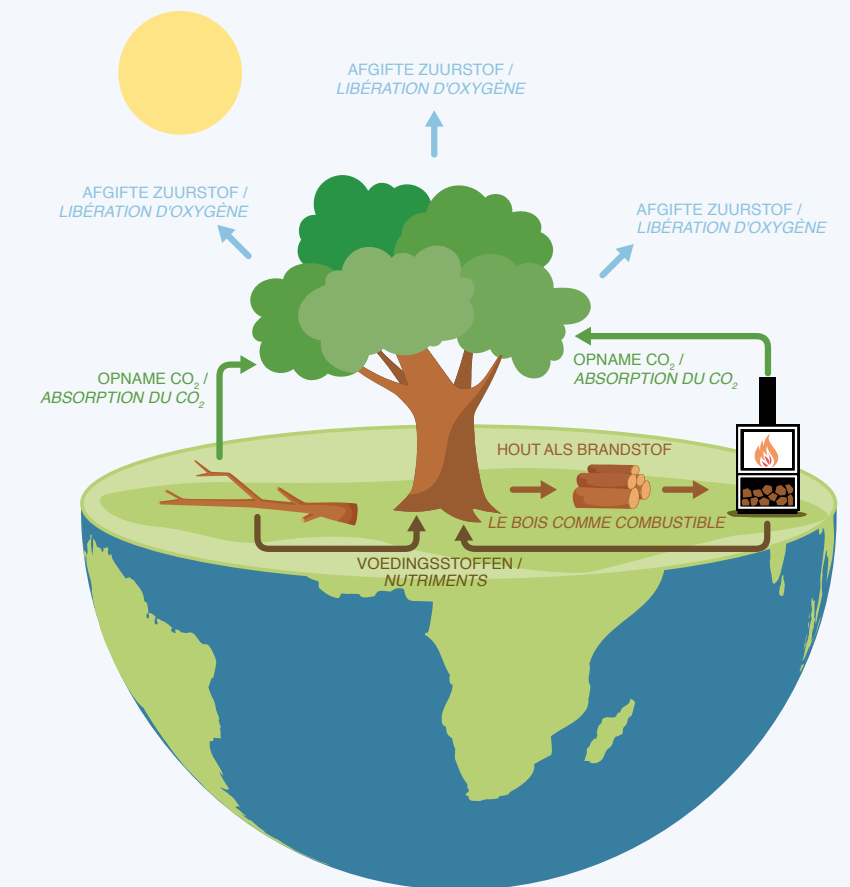 AFGIFTE ZUURSTOF /
LIBÉRATION D'OXYGÈNE
AFGIFTE ZUURSTOF /
LIBÉRATION D'OXYGÈNE
AFGIFTE ZUURSTOF /
LIBÉRATION D'OXYGÈNE
OPNAME CO₂ /
ABSORPTION DU CO₂
OPNAME CO₂ /
ABSORPTION DU CO₂
HOUT ALS BRANDSTOF
LE BOIS COMME COMBUSTIBLE
VOEDINGSSTOFFEN /
NUTRIMENTS